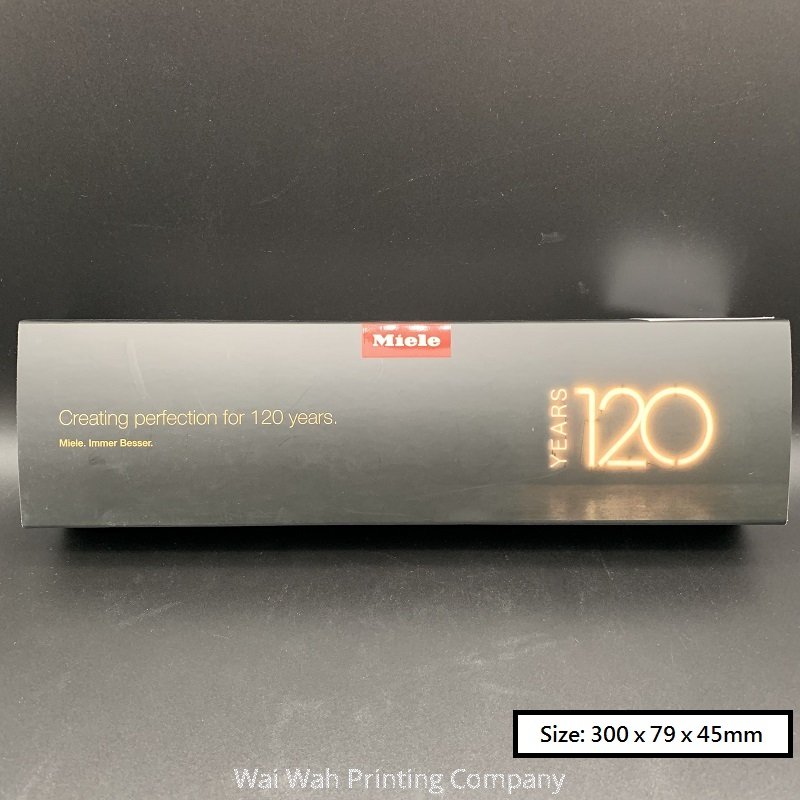 Miele
Creating perfection for 120 years.
Miele. Immer Besser.
YEARS
120
Size: 300 x 79 x 45mm
Wai Wah Printing Company